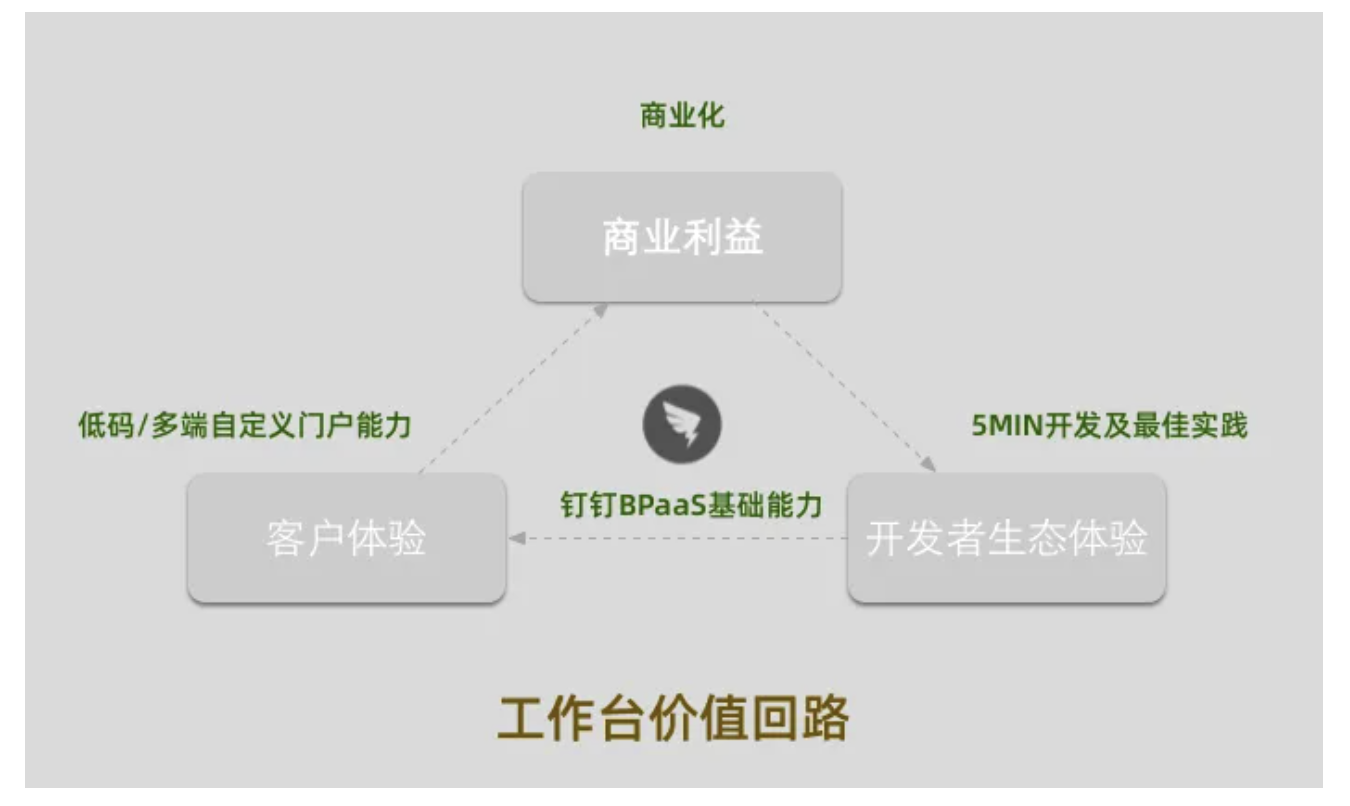 商业化
商业利益
低码/多端自定义门户能力
5MIN开发及最佳实践
钉钉BPaaS基础能力
客户体验
开发者生态体验
工作台价值回路